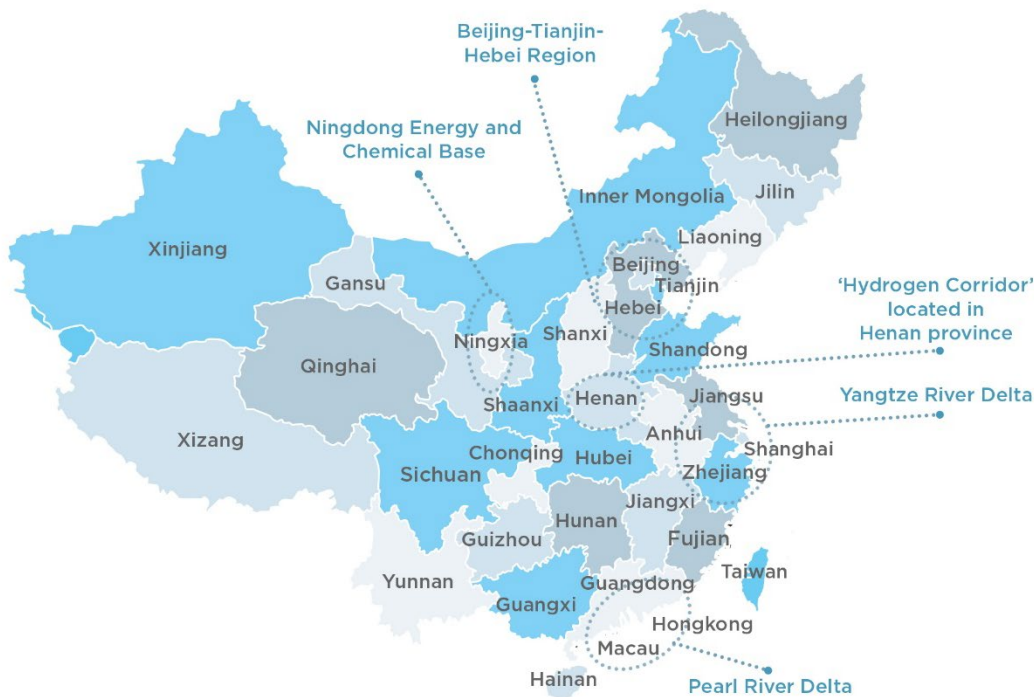 Beijing-Tianjin-
Hebei Region
Heilongjiang
Ningdong Energy and
Chemical Base
Jilin
Inner Mongolia
Liaoning
Xinjiang
Beijing
Gansu
Tianjin
'Hydrogen Corridor'
located in
Henan province
Hebei
Ningxia
Shanxi
Shandong
Qinghai
Jiangsu
Yangtze River Delta
Shaanxi
Henan
Xizang
Anhui
Shanghai
Chonqing
Hubei
Sichuan
Zhejiang
Jiangxi
Hunan
Guizhou
Fujian
Taiwan
Yunnan
Guangdong
Guangxi
Hongkong
Macau
Hainan
Pearl River Delta